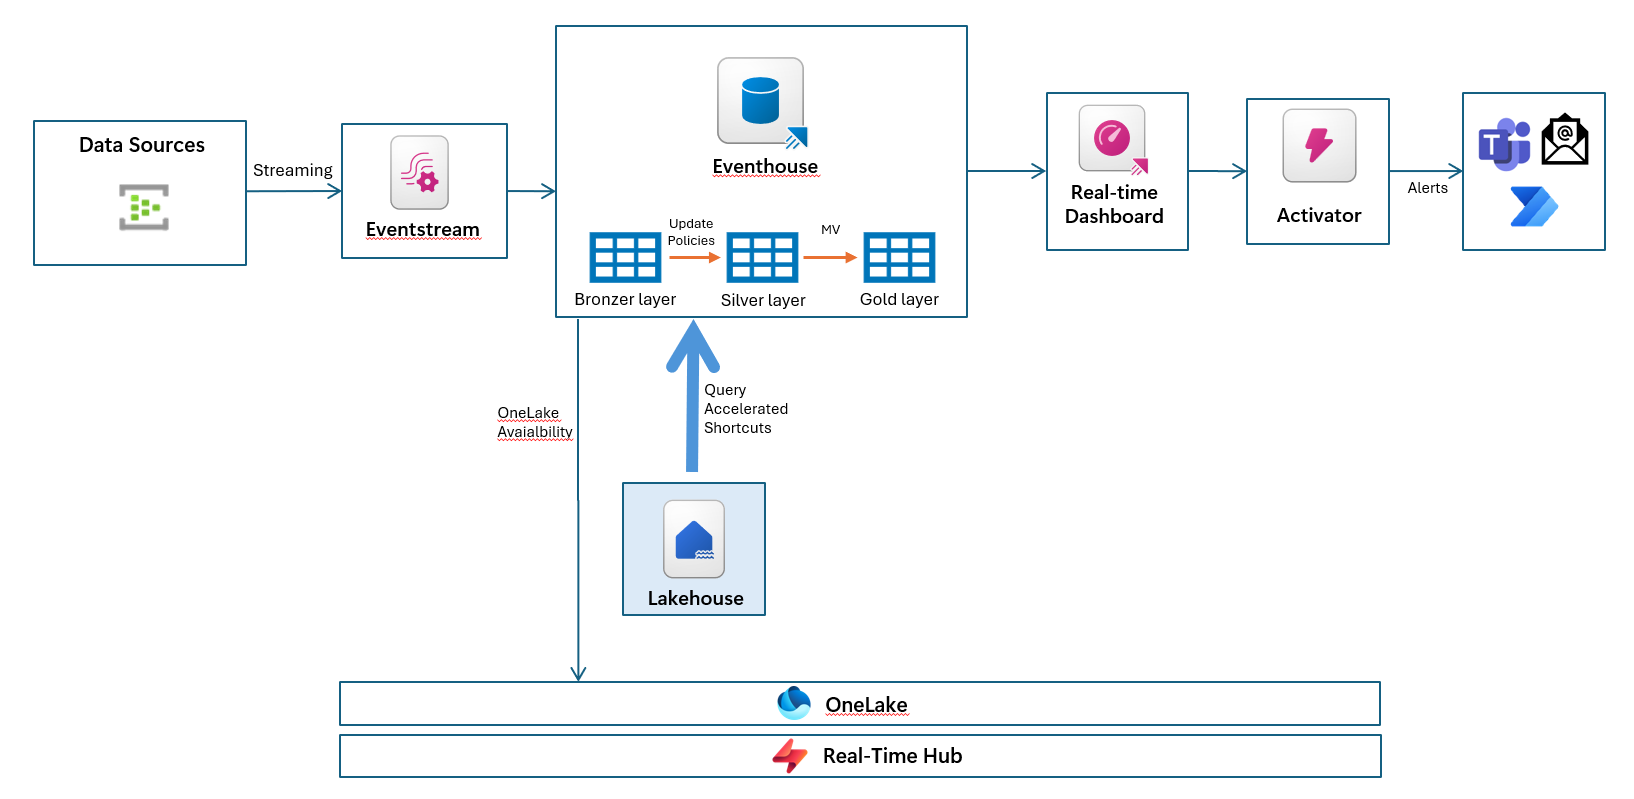 Data Sources
Streaming
Eventstream
Eventhouse
Update
Policies
MV
Bronzer layer
Silver layer
Gold layer
Real-time
Dashboard
Activator
Alerts
T
@
OneLake
Avaialbility
Query
Accelerated
Shortcuts
Lakehouse
OneLake
Real-Time Hub